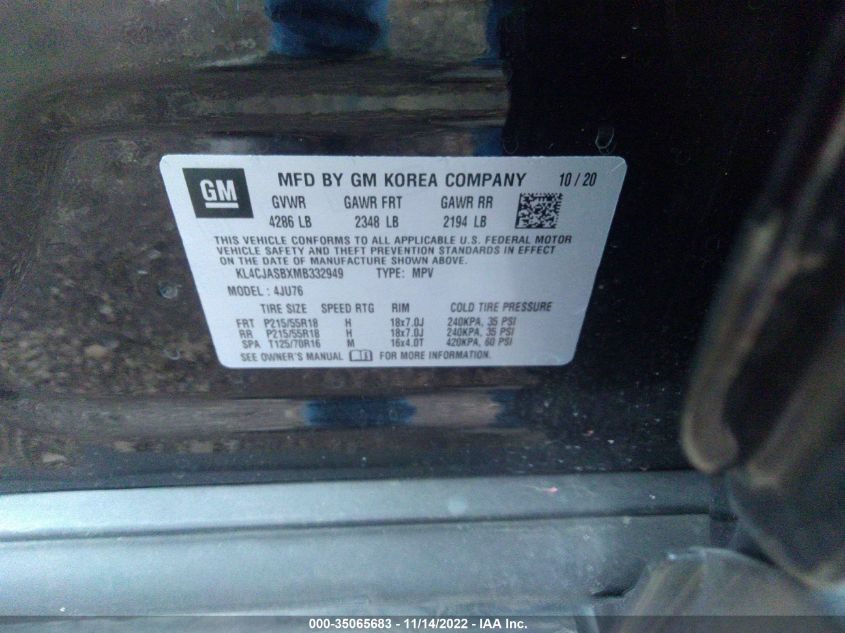 GM
MFD BY GM KOREA COMPANY 10/20
GVWR GAWR FRT GAWR RR
4286 LB 2348 LB 2194 LB
THIS VEHICLE CONFORMS TO ALL APPLICABLE U.S. FEDERAL MOTOR
VEHICLE SAFETY AND THEFT PREVENTION STANDARDS IN EFFECT
ON THE DATE OF MANUFACTURE SHOWN ABOVE.
KL4CJASBXMB332949 TYPE: MPV
MODEL: 4JU76
TIRE SIZE SPEED RTG RIM COLD TIRE PRESSURE
FRT P215/55R18 H 18x7.0J 240KPA, 35 PSI
RR P215/55R18 H 18x7.0J 240KPA, 35 PSI
SPA T125/70R16 M 16x4.0T 420KPA, 60 PSI
SEE OWNER'S MANUAL FOR MORE INFORMATION.
000-35065683 - 11/14/2022 - IAA Inc.